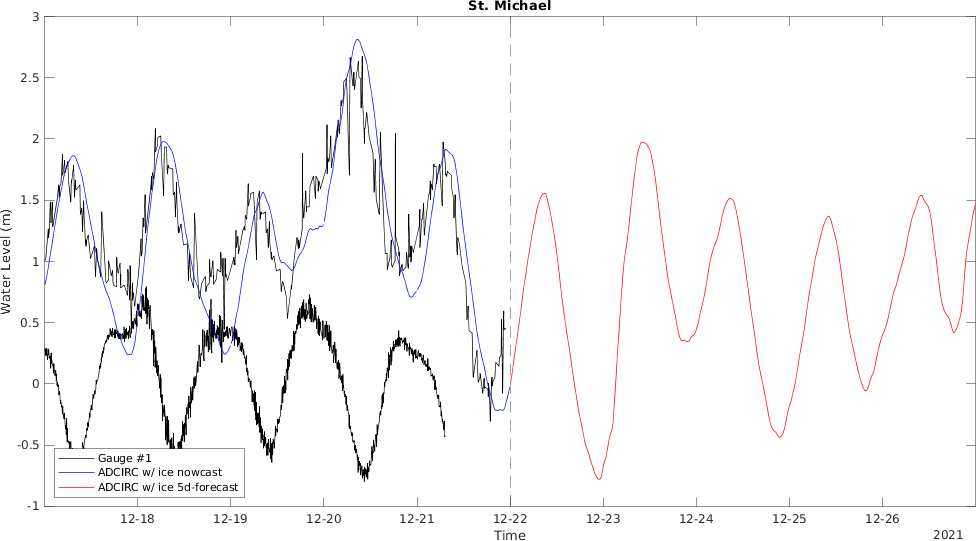 St. Michael
3
2.5
2
1.5
1
0.5
0
-0.5
-1
Water Level (m)
Gauge #1
ADCIRC w/ ice nowcast
ADCIRC w/ ice 5d-forecast
12-18 12-19 12-20 12-21 12-22 12-23 12-24 12-25 12-26
Time
2021